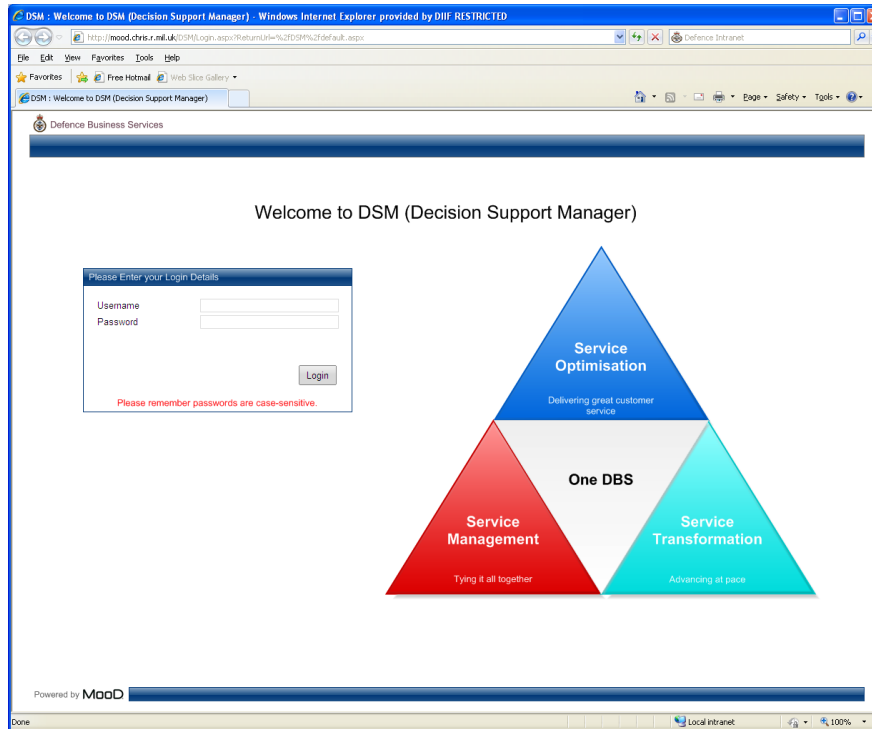 DSM : Welcome to DSM (Decision Support Manager) - Windows Internet Explorer provided by DIIF RESTRICTED
http://mood.chris.r.mil.uk/DSM/Login.aspx?ReturnUrl=%2fDSM%2fdefault.aspx
Defence Intranet
File Edit View Favorites Tools Help
Favorites Free Hotmail Web Slice Gallery
DSM : Welcome to DSM (Decision Support Manager)
Page Safety Tools
Defence Business Services
Welcome to DSM (Decision Support Manager)
Please Enter your Login Details
Username
Password
Login
Please remember passwords are case-sensitive.
Service
Optimisation
Delivering great customer
service
One DBS
Service
Management
Tying it all together
Service
Transformation
Advancing at pace
Powered by MooD
Done
Local intranet
100%